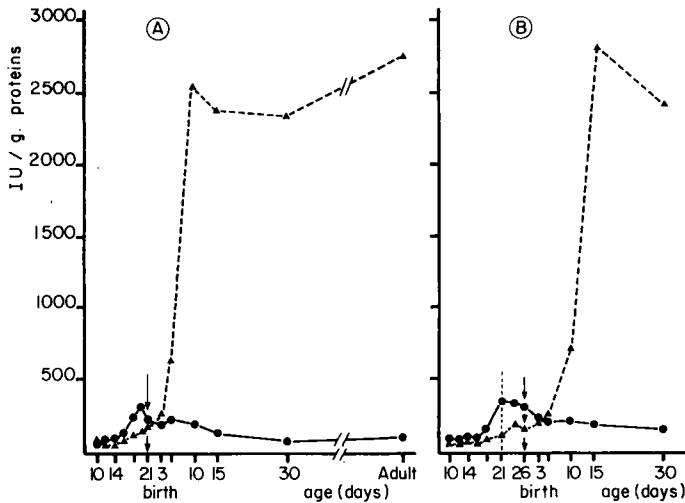 3000
2500
2000
1500
1000
500
IU / g. proteins
A
B
10 14 21 3 10 15 30 Adult
birth age (days)
10 14 21 26 3 10 15 30
birth age (days)